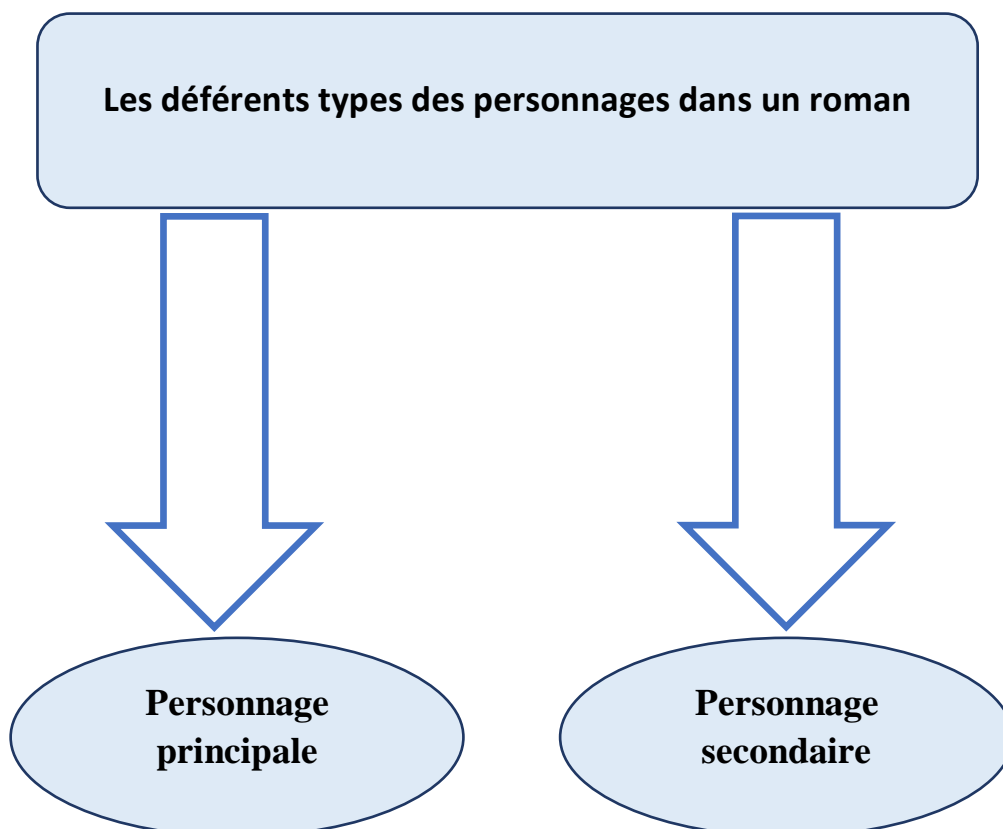 Les déférents types des personnages dans un roman
Personnage
principale
Personnage
secondaire